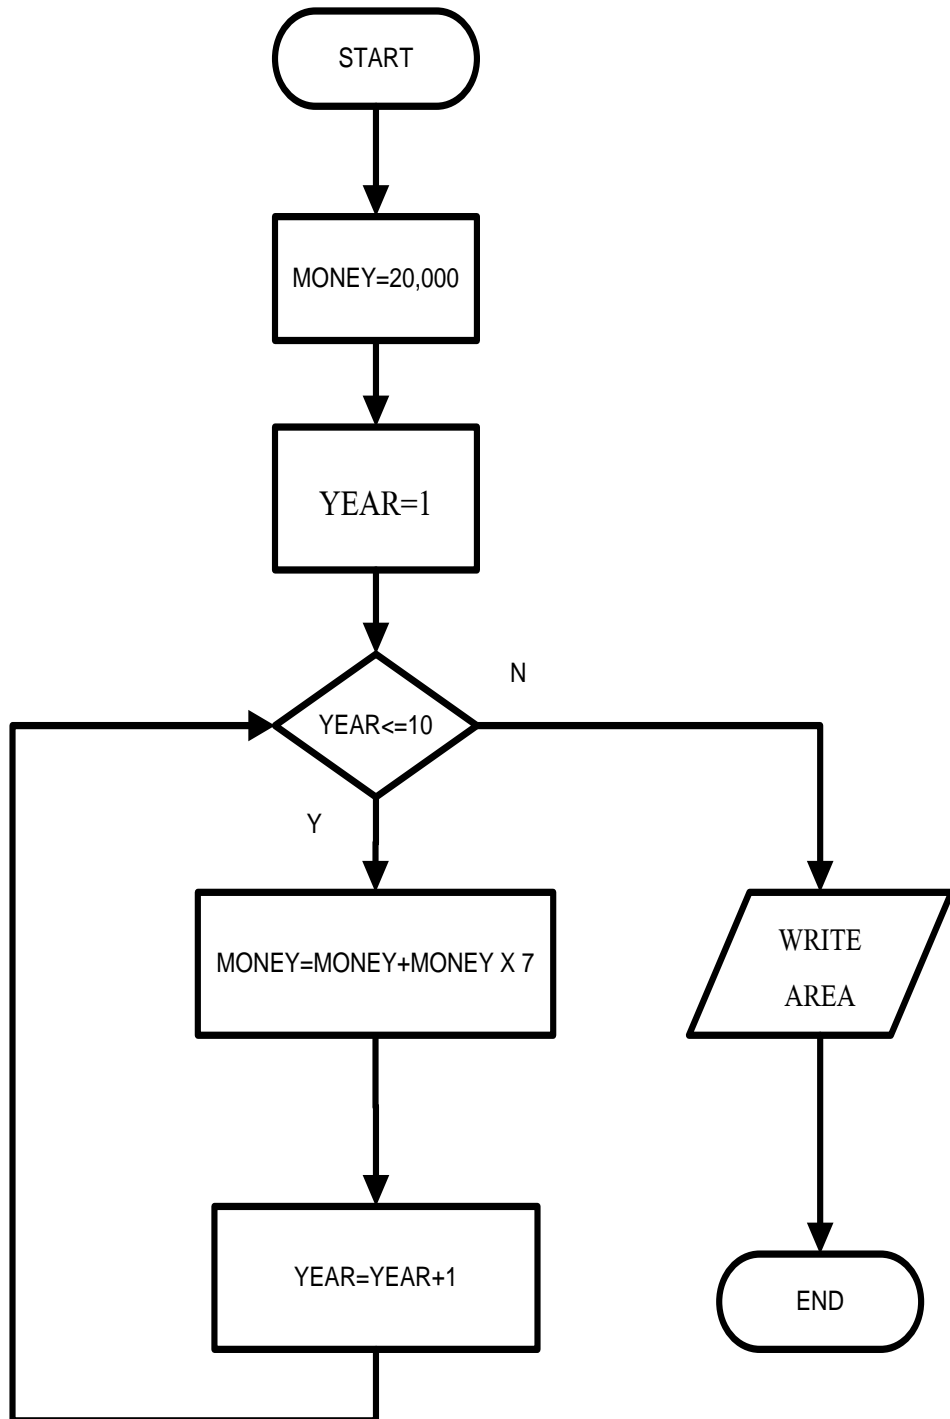 START
MONEY=20,000
YEAR=1
N
YEAR<=10
Y
MONEY=MONEY+MONEY X 7
WRITE
AREA
YEAR=YEAR+1
END